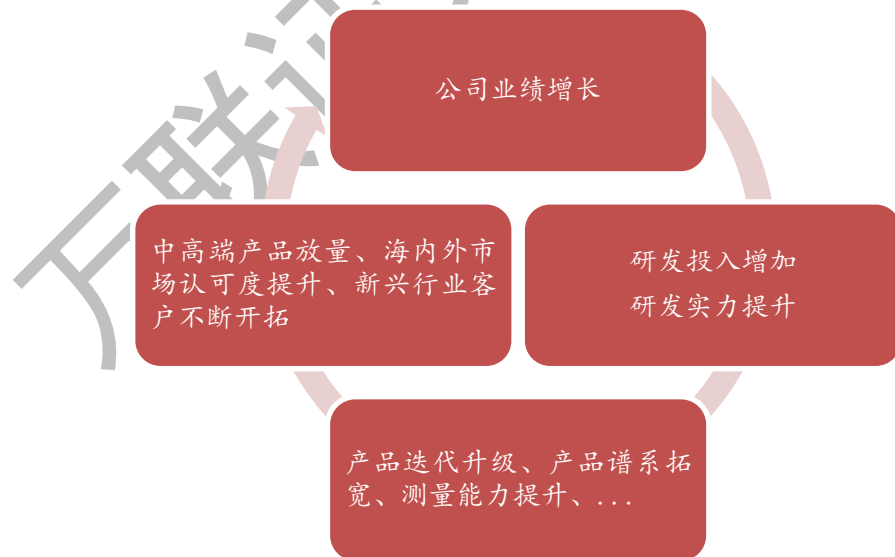 公司业绩增长
中高端产品放量、海内外市
场认可度提升、新兴行业客
户不断开拓
研发投入增加
研发实力提升
产品迭代升级、产品谱系拓
宽、测量能力提升、...
万联